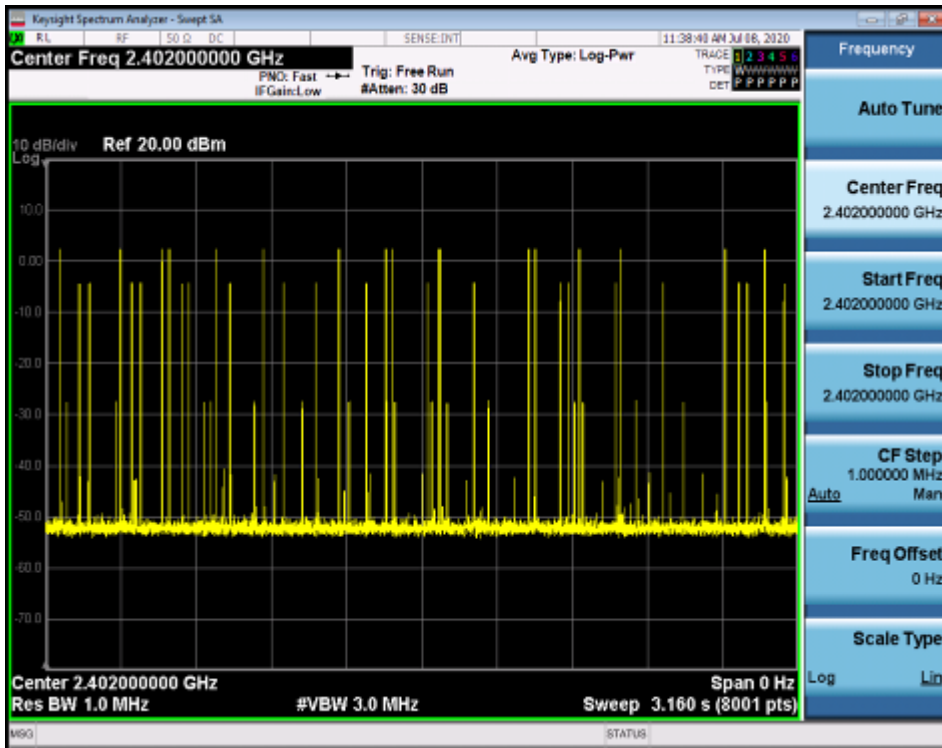 Keysight Spectrum Analyzer - Swept SA
RL RF 50 Ω DC SENSE:INT 11:38:40 AM Jul 08, 2020
Center Freq 2.402000000 GHz
Avg Type: Log-Pwr
TRACE 1 2 3 4 5 6
PNO: Fast
Trig: Free Run
TYPE WWWWWW
IFGain:Low
#Atten: 30 dB
DET P P P P P P
10 dB/div Ref 20.00 dBm
Log
10.0
0.00
-10.0
-20.0
-30.0
-40.0
-50.0
-60.0
-70.0
Center 2.402000000 GHz Span 0 Hz
Res BW 1.0 MHz #VBW 3.0 MHz Sweep 3.160 s (8001 pts)
MSG STATUS
Frequency
Auto Tune
Center Freq
2.402000000 GHz
Start Freq
2.402000000 GHz
Stop Freq
2.402000000 GHz
CF Step
1.000000 MHz
Auto Man
Freq Offset
0 Hz
Scale Type
Log Lin